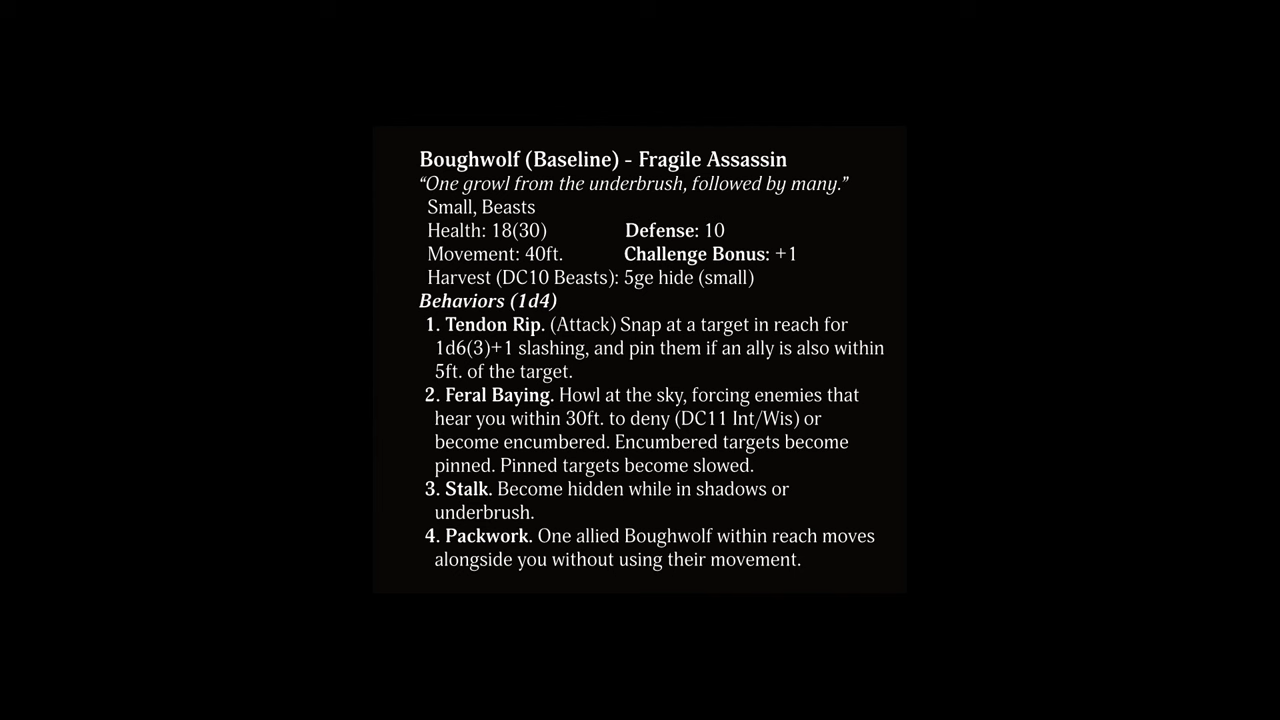 Boughwolf (Baseline) - Fragile Assassin
“One growl from the underbrush, followed by many.”
Small, Beasts
Health: 18(30) Defense: 10
Movement: 40ft. Challenge Bonus: +1
Harvest (DC10 Beasts): 5ge hide (small)
Behaviors (1d4)
1. Tendon Rip. (Attack) Snap at a target in reach for
1d6(3)+1 slashing, and pin them if an ally is also within
5ft. of the target.
2. Feral Baying. Howl at the sky, forcing enemies that
hear you within 30ft. to deny (DC11 Int/Wis) or
become encumbered. Encumbered targets become
pinned. Pinned targets become slowed.
3. Stalk. Become hidden while in shadows or
underbrush.
4. Packwork. One allied Boughwolf within reach moves
alongside you without using their movement.